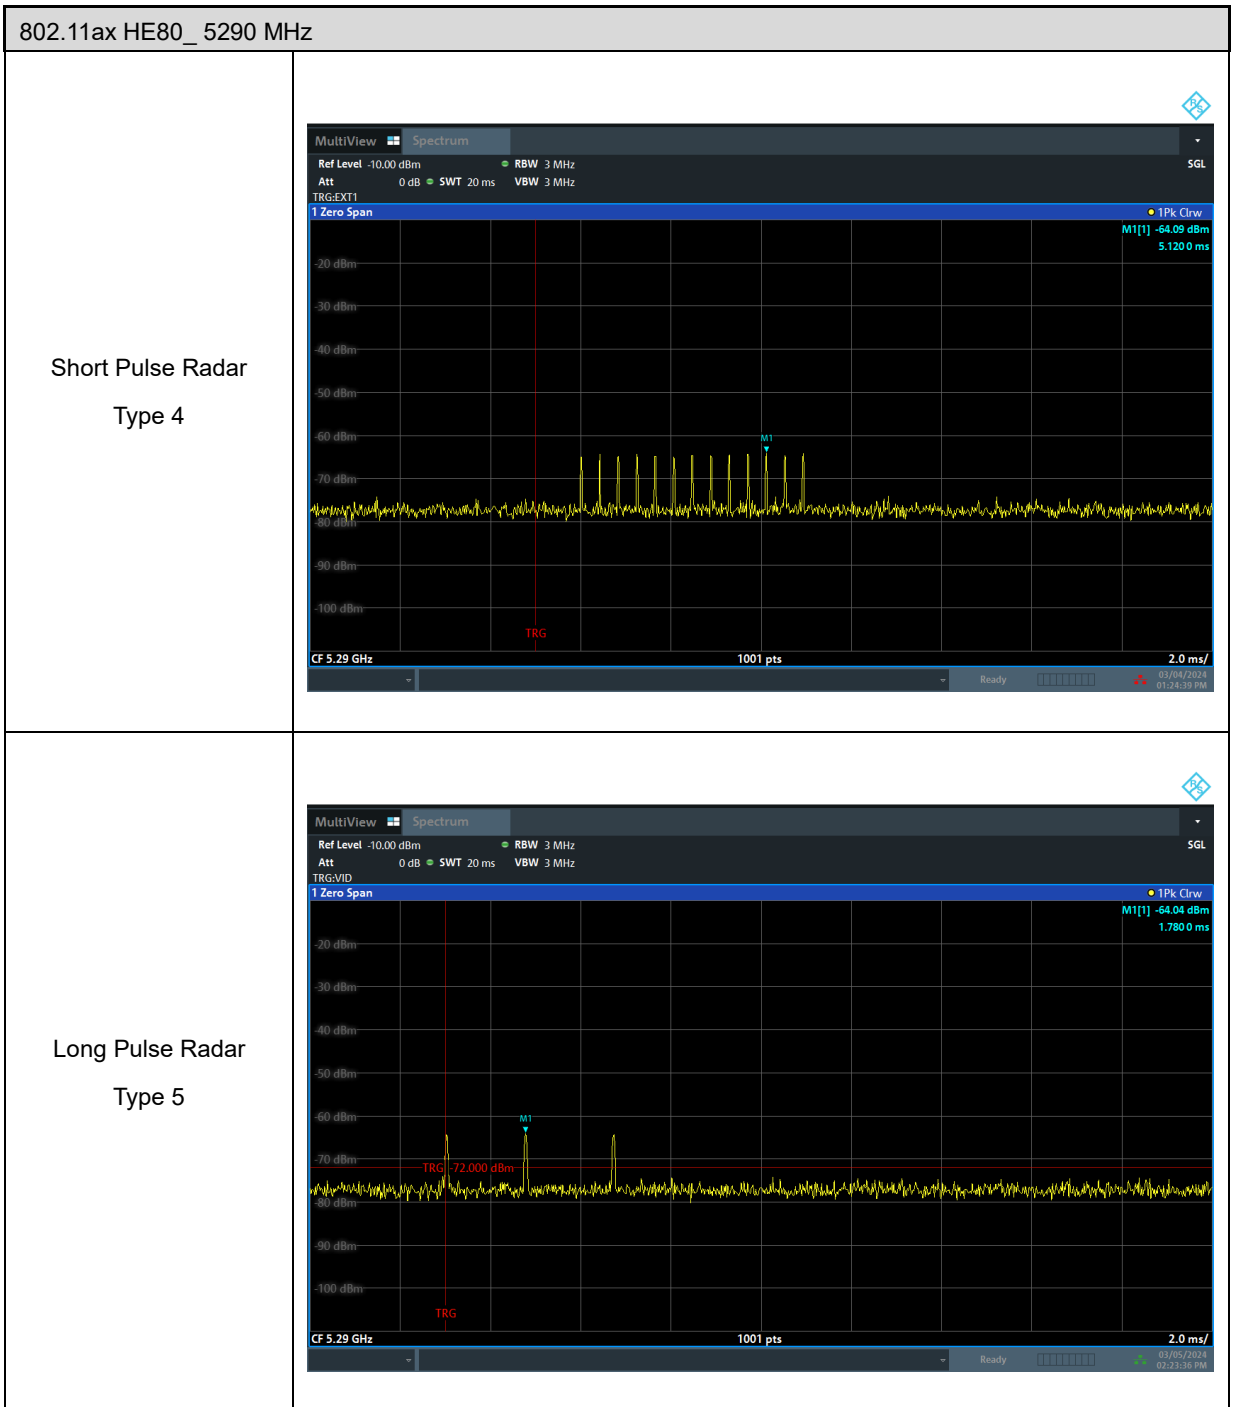 802.11ax HE80_ 5290 MHz
Short Pulse Radar
Type 4
R S
MultiView Spectrum
Ref Level -10.00 dBm RBW 3 MHz SGL
Att 0 dB SWT 20 ms VBW 3 MHz
TRG:EXT1
1 Zero Span 1Pk Clrw
M1[1] -64.09 dBm
5.120 0 ms
-20 dBm
-30 dBm
-40 dBm
-50 dBm
-60 dBm
M1
-70 dBm
-80 dBm
-90 dBm
-100 dBm
TRG
CF 5.29 GHz 1001 pts 2.0 ms/
Ready 03/04/2024
01:24:39 PM
Long Pulse Radar
Type 5
R S
MultiView Spectrum
Ref Level -10.00 dBm RBW 3 MHz SGL
Att 0 dB SWT 20 ms VBW 3 MHz
TRG:VID
1 Zero Span 1Pk Clrw
M1[1] -64.04 dBm
1.780 0 ms
-20 dBm
-30 dBm
-40 dBm
-50 dBm
-60 dBm
M1
-70 dBm
TRG -72.000 dBm
-80 dBm
-90 dBm
-100 dBm
TRG
CF 5.29 GHz 1001 pts 2.0 ms/
Ready 03/05/2024
02:23:36 PM